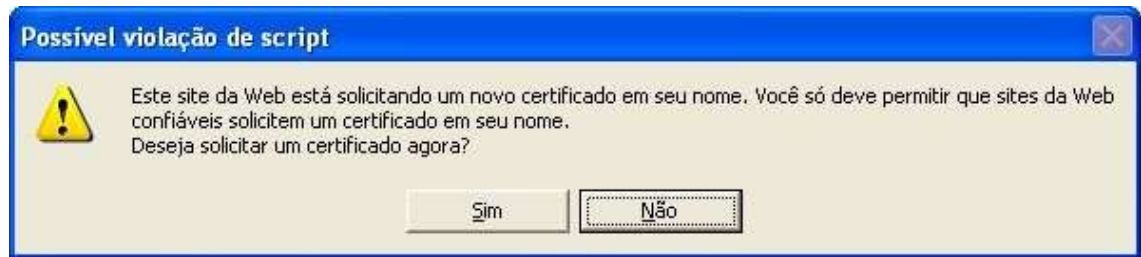 Possível violação de script
Este site da Web está solicitando um novo certificado em seu nome. Você só deve permitir que sites da Web
confiáveis solicitem um certificado em seu nome.
Deseja solicitar um certificado agora?
Sim Não